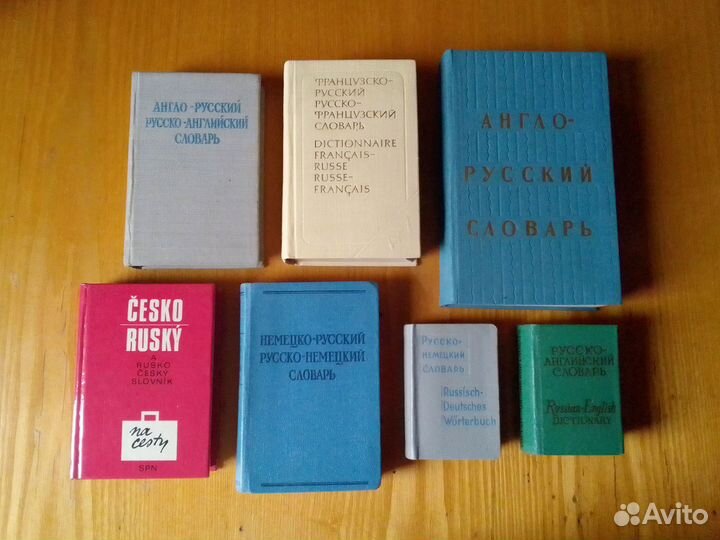 АНГЛО-РУССКИЙ
РУССКО-АНГЛИЙСКИЙ
СЛОВАРЬ
ФРАНЦУЗСКО-
РУССКИЙ
РУССКО-
ФРАНЦУЗСКИЙ
СЛОВАРЬ
DICTIONNAIRE
FRANÇAIS-
RUSSE
RUSSE-
FRANÇAIS
АНГЛО-
РУССКИЙ
СЛОВАРЬ
ČESKO
RUSKÝ
A
RUSKO
ČESKÝ
SLOVNÍK
na
cesty
SPN
НЕМЕЦКО-РУССКИЙ
РУССКО-НЕМЕЦКИЙ
СЛОВАРЬ
РУССКО-
НЕМЕЦКИЙ СЛОВАРЬ
Russisch-
Deutsches
Wörterbuch
РУССКО-
АНГЛИЙСКИЙ
СЛОВАРЬ
Russian-English
DICTIONARY
Avito